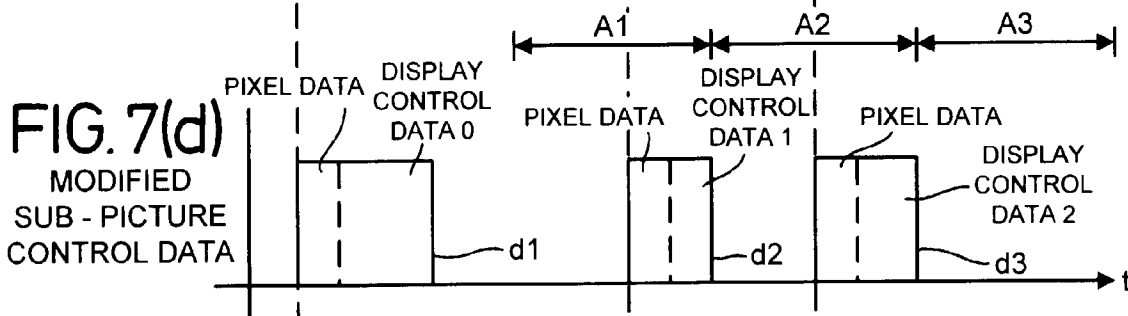 A1
A2
A3
FIG. 7(d)
MODIFIED
SUB - PICTURE
CONTROL DATA
PIXEL DATA
DISPLAY
CONTROL
DATA 0
d1
PIXEL DATA
DISPLAY
CONTROL
DATA 1
d2
PIXEL DATA
DISPLAY
CONTROL
DATA 2
d3
t